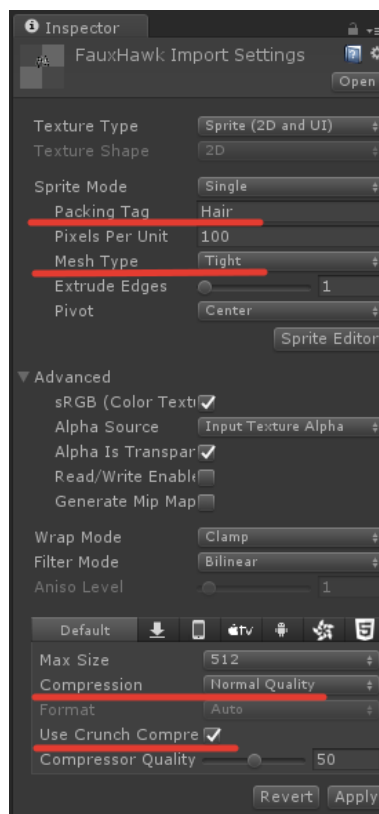 Inspector
FauxHawk Import Settings
Open
Texture Type Sprite (2D and UI)
Texture Shape 2D
Sprite Mode Single
Packing Tag Hair
Pixels Per Unit 100
Mesh Type Tight
Extrude Edges 1
Pivot Center
Sprite Editor
Advanced
sRGB (Color Textu
Alpha Source Input Texture Alpha
Alpha Is Transpar
Read/Write Enable
Generate Mip Map
Wrap Mode Clamp
Filter Mode Bilinear
Aniso Level 1
Default tv
Max Size 512
Compression Normal Quality
Format Auto
Use Crunch Compre
Compressor Quality 50
Revert Apply